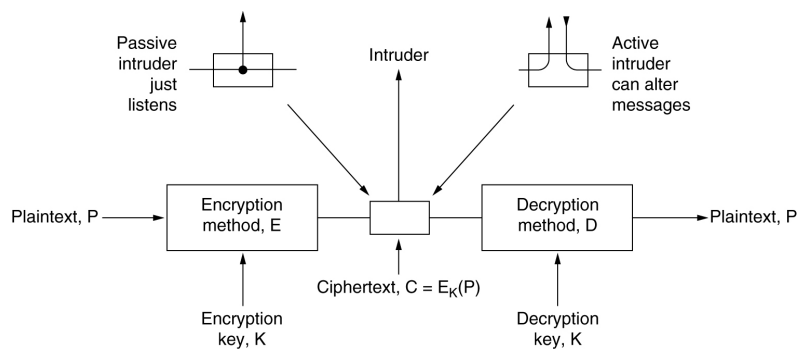 Passive
intruder
just
listens
Intruder
Active
intruder
can alter
messages
Plaintext, P
Encryption
method, E
Decryption
method, D
Plaintext, P
Ciphertext, C = E_K(P)
Encryption
key, K
Decryption
key, K